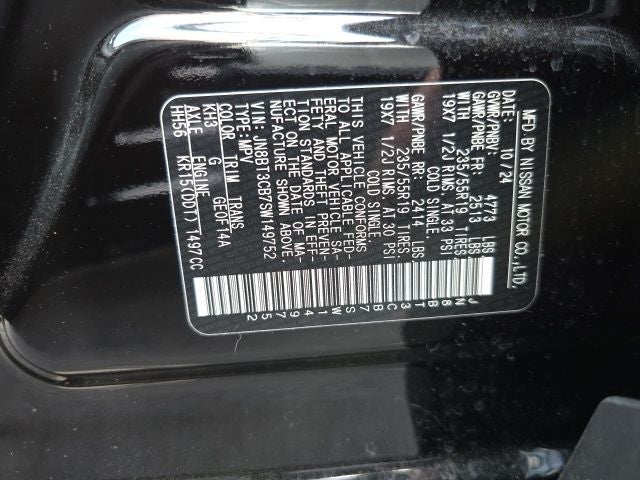 MFD BY NISSAN MOTOR CO.,LTD.
DATE: 10/24
GVWR/PNBV: 4773 LBS
GAWR/PNBE FR: 2513 LBS
WITH 235/55R19 TIRES,
19X7 1/2J RIMS, AT 33 PSI
COLD SINGLE.
GAWR/PNBE RR: 2414 LBS
WITH 235/55R19 TIRES,
19X7 1/2J RIMS, AT 30 PSI
COLD SINGLE.
THIS VEHICLE CONFORMS
TO ALL APPLICABLE FED-
ERAL MOTOR VEHICLE SA-
FETY AND THEFT PREVEN-
TION STANDARDS IN EFF-
ECT ON THE DATE OF MA-
NUFACTURE SHOWN ABOVE.
VIN: JN8BT3CB7SW149752
TYPE: MPV
COLOR TRIM TRANS.
KH3 G GE0F14A
AXLE ENGINE
HH56 KR15(DDT) 1497CC
JN8BT3CB7SW149752